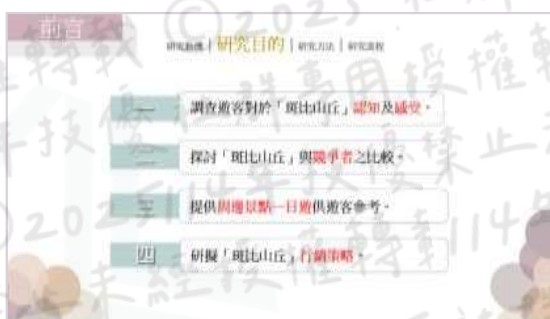 前言
研究動機 | 研究目的 | 研究方法 | 研究流程
一 調查遊客對於「斑比山丘」認知及感受。
二 探討「斑比山丘」與競爭者之比較。
三 提供周邊景點一日遊供遊客參考。
四 研擬「斑比山丘」行銷策略。